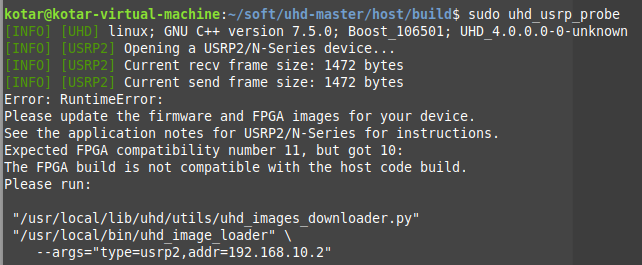 kotar@kotar-virtual-machine:~/soft/uhd-master/host/build$ sudo uhd_usrp_probe
[INFO] [UHD] linux; GNU C++ version 7.5.0; Boost_106501; UHD_4.0.0.0-0-unknown
[INFO] [USRP2] Opening a USRP2/N-Series device...
[INFO] [USRP2] Current recv frame size: 1472 bytes
[INFO] [USRP2] Current send frame size: 1472 bytes
Error: RuntimeError:
Please update the firmware and FPGA images for your device.
See the application notes for USRP2/N-Series for instructions.
Expected FPGA compatibility number 11, but got 10:
The FPGA build is not compatible with the host code build.
Please run:
"/usr/local/lib/uhd/utils/uhd_images_downloader.py"
"/usr/local/bin/uhd_image_loader" \
--args="type=usrp2,addr=192.168.10.2"